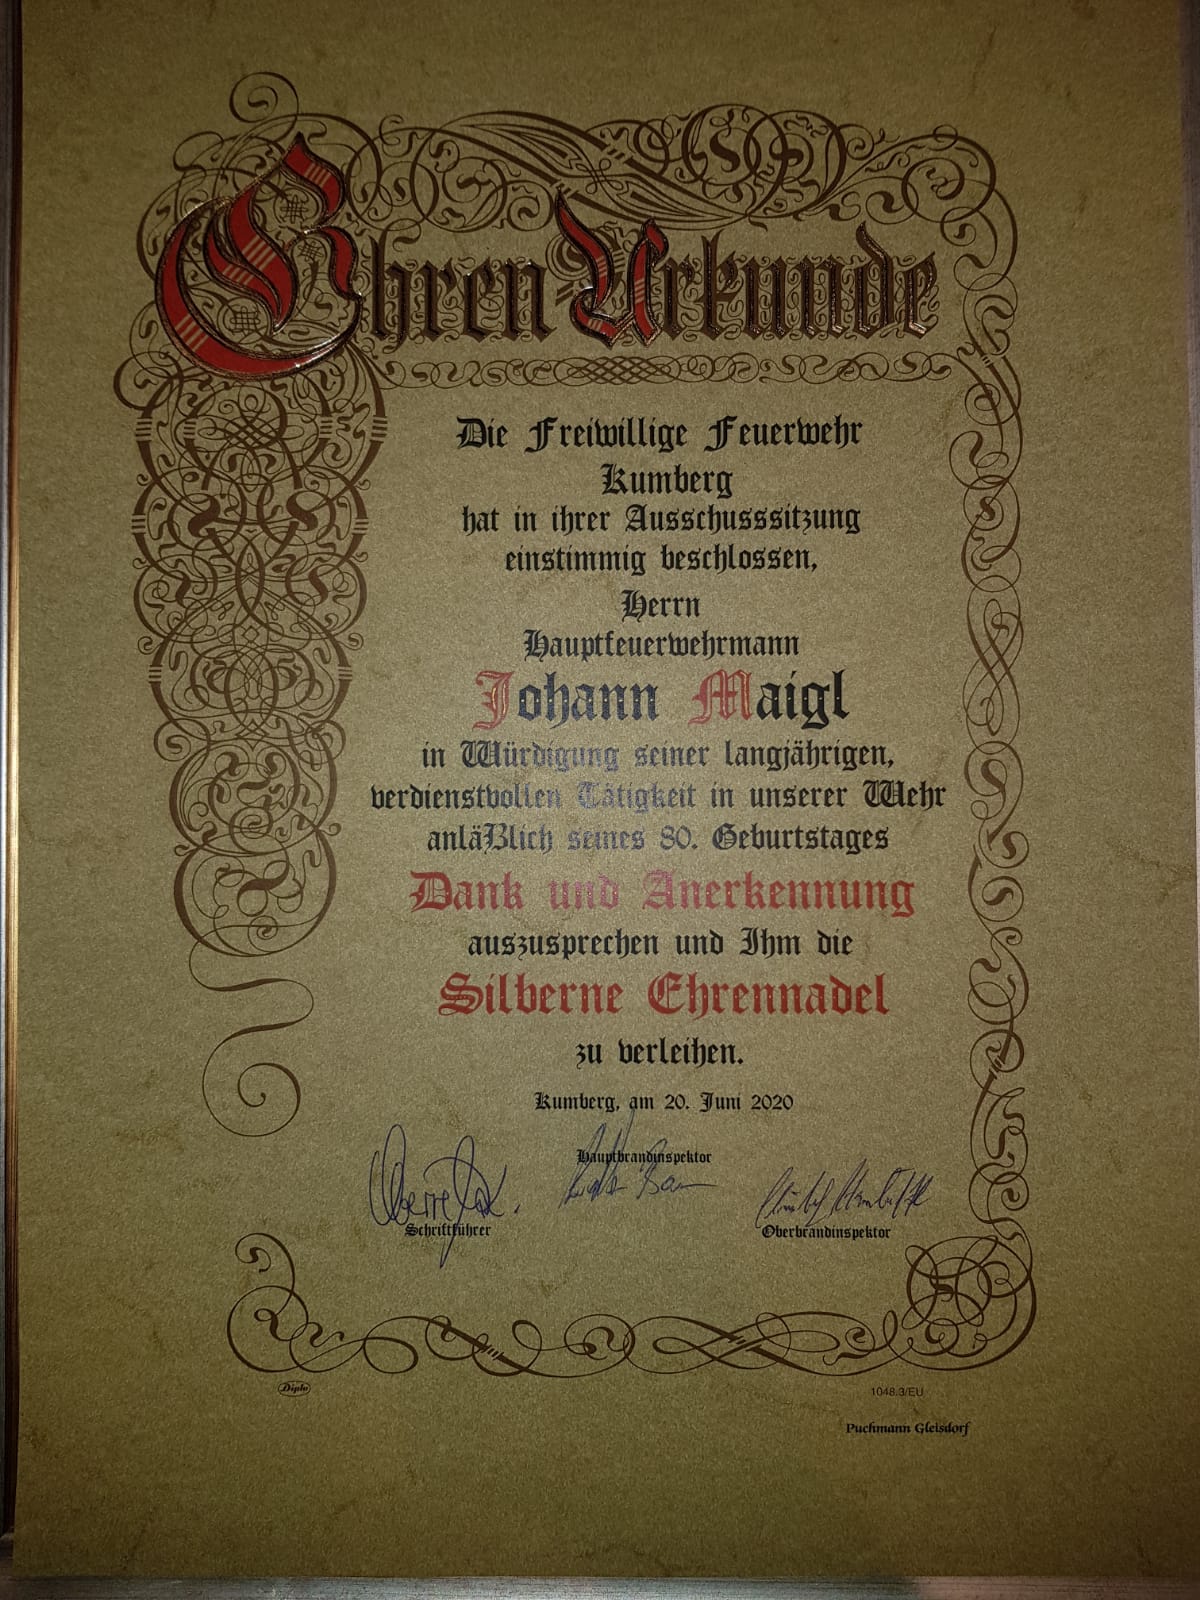 Ehren Urkunde
Die Freiwillige Feuerwehr
Kumberg
hat in ihrer Ausschusssitzung
einstimmig beschlossen,
Herrn
Hauptfeuerwehrmann
Johann Maigl
in Würdigung seiner langjährigen,
verdienstvollen Tätigkeit in unserer Wehr
anläßlich seines 80. Geburtstages
Dank und Anerkennung
auszusprechen und Ihm die
Silberne Ehrennadel
zu verleihen.
Kumberg, am 20. Juni 2020
Hauptbrandinspektor
Schriftführer
Oberbrandinspektor
Diplo
1048.3/EU
Puchmann Gleisdorf